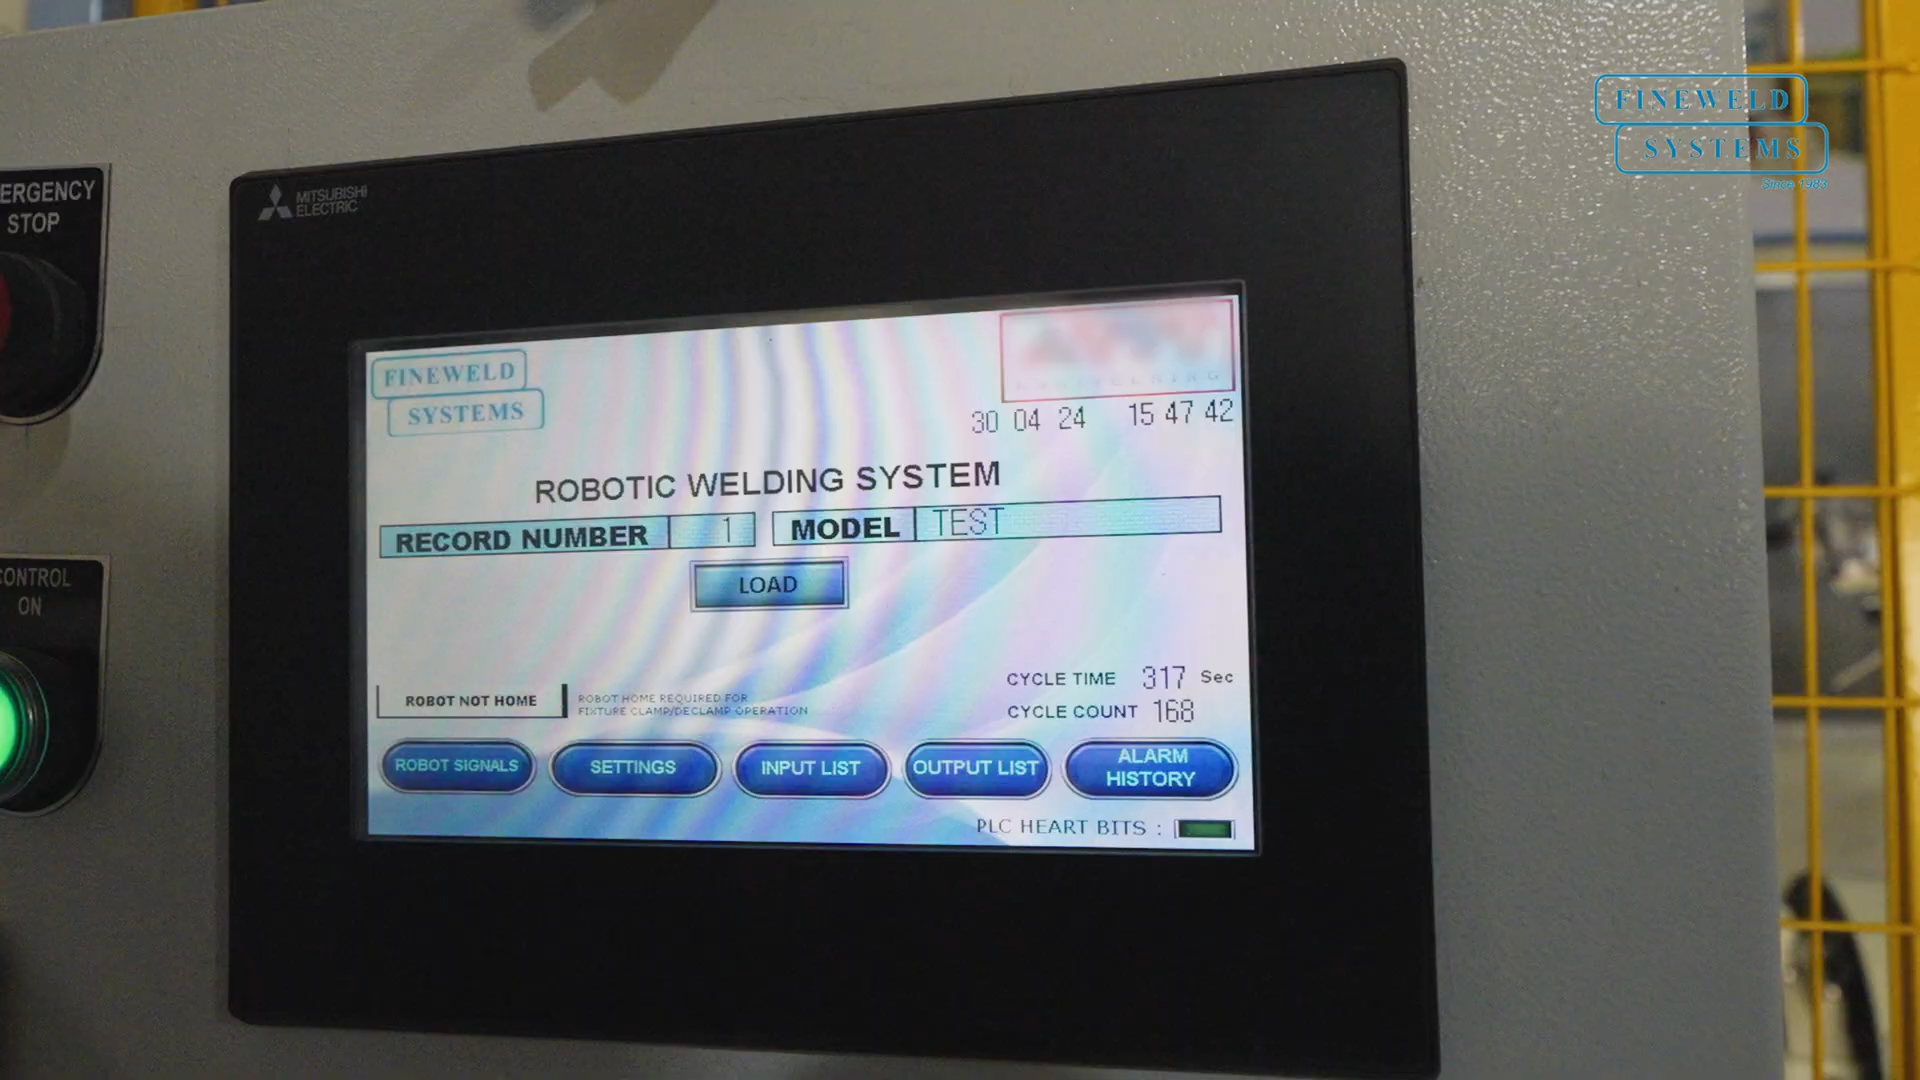 FINEWELD
SYSTEMS
Since 1983
ERGENCY
STOP
MITSUBISHI
ELECTRIC
FINEWELD
SYSTEMS
30 04 24 15 47 42
ROBOTIC WELDING SYSTEM
RECORD NUMBER 1 MODEL TEST
LOAD
CONTROL
ON
CYCLE TIME 317 Sec
ROBOT NOT HOME
ROBOT HOME REQUIRED FOR
FIXTURE CLAMP/DECLAMP OPERATION
CYCLE COUNT 168
ROBOT SIGNALS
SETTINGS
INPUT LIST
OUTPUT LIST
ALARM
HISTORY
PLC HEART BITS :